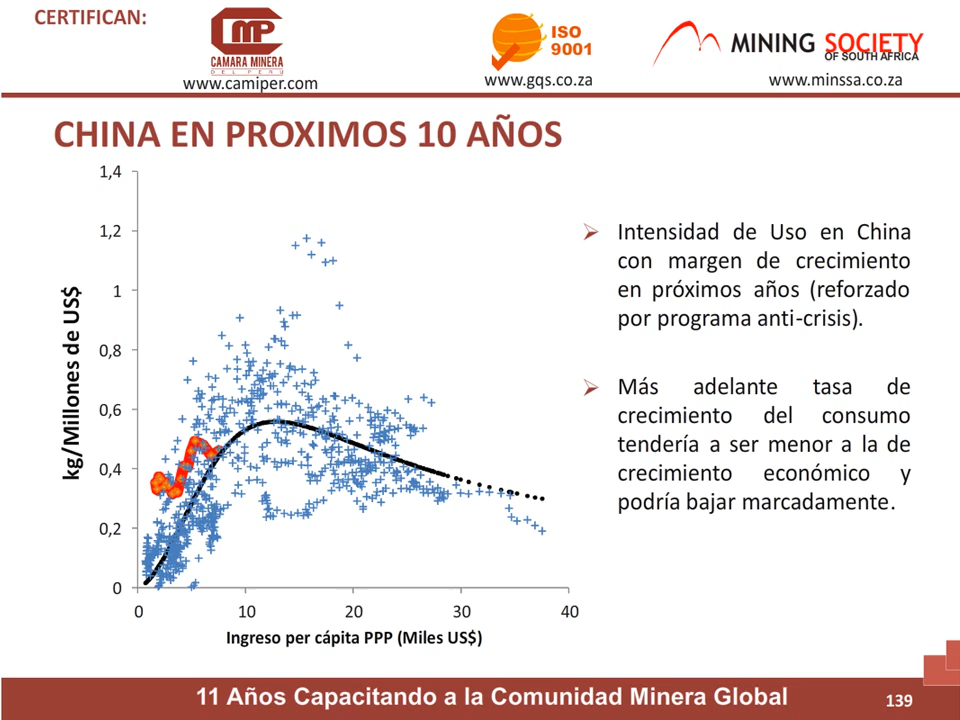 CERTIFICAN:
CMP
CAMARA MINERA
DEL PERU
www.camiper.com
ISO
9001
www.gqs.co.za
MINING SOCIETY
OF SOUTH AFRICA
www.minssa.co.za
CHINA EN PROXIMOS 10 AÑOS
kg/Millones de US$
1,4
1,2
1
0,8
0,6
0,4
0,2
0
0 10 20 30 40
Ingreso per cápita PPP (Miles US$)
Intensidad de Uso en China
con margen de crecimiento
en próximos años (reforzado
por programa anti-crisis).
Más adelante tasa de
crecimiento del consumo
tendería a ser menor a la de
crecimiento económico y
podría bajar marcadamente.
11 Años Capacitando a la Comunidad Minera Global
139